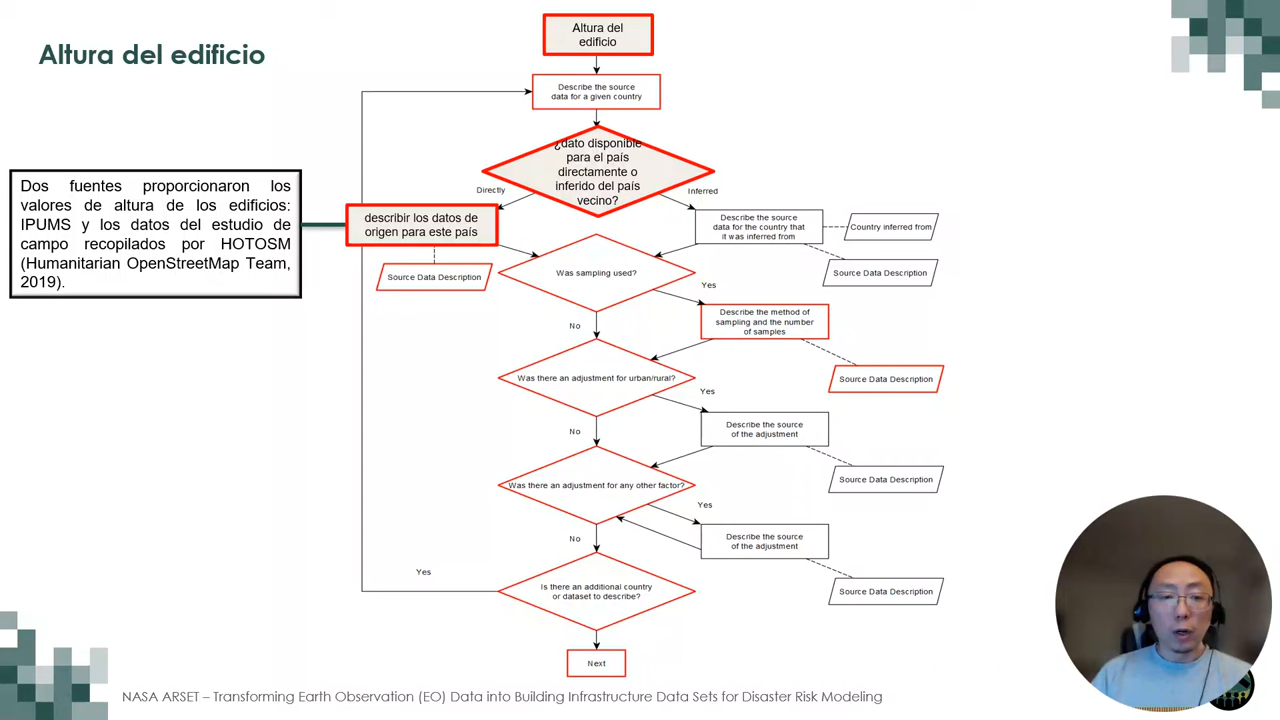 Altura del edificio
Altura del
edificio
Describe the source
data for a given country
¿dato disponible
para el país
directamente o
inferido del país
vecino?
Directly
Inferred
Dos fuentes proporcionaron los
valores de altura de los edificios:
IPUMS y los datos del estudio de
campo recopilados por HOTOSM
(Humanitarian OpenStreetMap Team,
2019).
describir los datos de
origen para este país
Describe the source
data for the country that
it was inferred from
Country inferred from
Source Data Description
Was sampling used?
Source Data Description
Yes
No
Describe the method of
sampling and the number
of samples
Was there an adjustment for urban/rural?
Source Data Description
Yes
No
Describe the source
of the adjustment
Was there an adjustment for any other factor?
Source Data Description
Yes
No
Describe the source
of the adjustment
Yes
Is there an additional country
or dataset to describe?
Source Data Description
Next
NASA ARSET – Transforming Earth Observation (EO) Data into Building Infrastructure Data Sets for Disaster Risk Modeling